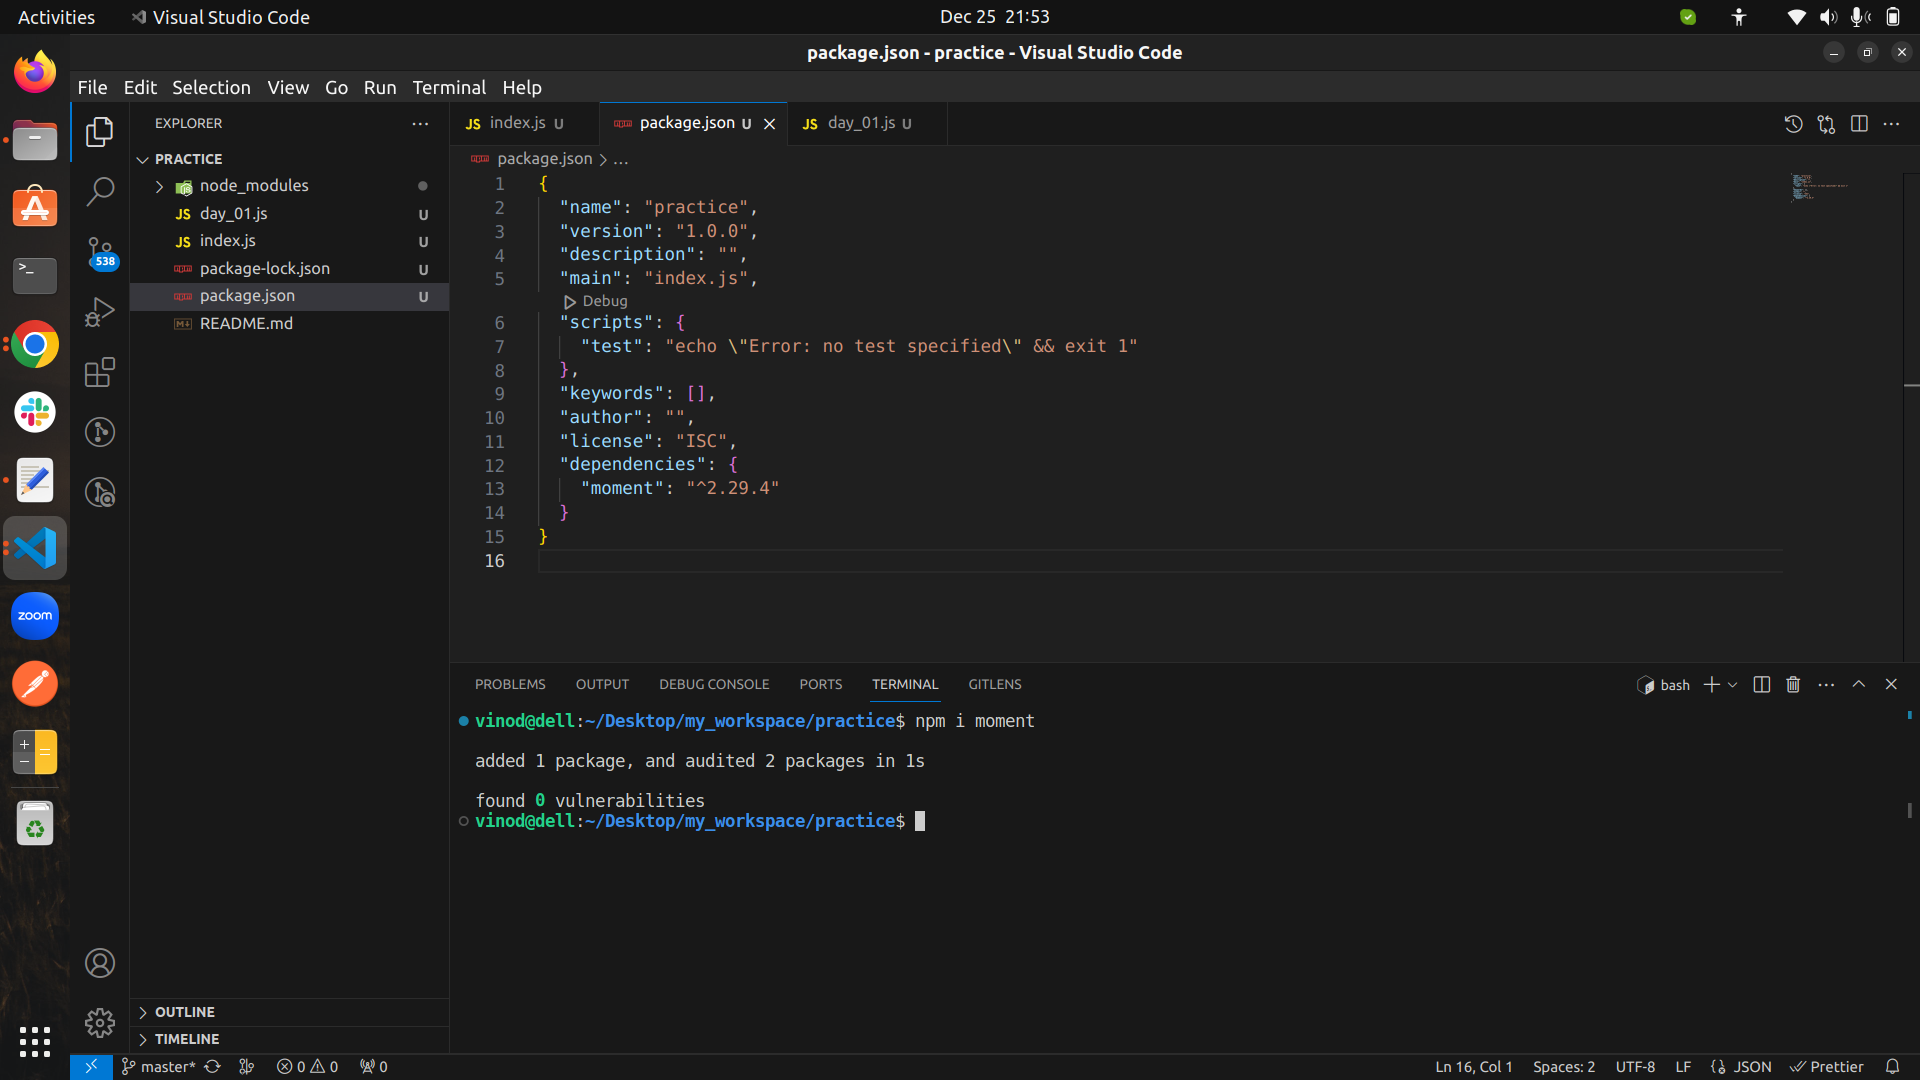 Activities
Visual Studio Code
Dec 25 21:53
package.json - practice - Visual Studio Code
File Edit Selection View Go Run Terminal Help
EXPLORER
PRACTICE
node_modules
JS day_01.js U
JS index.js U
package-lock.json U
package.json U
README.md
538
zoom
OUTLINE
TIMELINE
JS index.js U
package.json U
JS day_01.js U
package.json > ...
1 {
2 "name": "practice",
3 "version": "1.0.0",
4 "description": "",
5 "main": "index.js",
Debug
6 "scripts": {
7 "test": "echo \"Error: no test specified\" && exit 1"
8 },
9 "keywords": [],
10 "author": "",
11 "license": "ISC",
12 "dependencies": {
13 "moment": "^2.29.4"
14 }
15 }
16
PROBLEMS OUTPUT DEBUG CONSOLE PORTS TERMINAL GITLENS
bash
vinod@dell:~/Desktop/my_workspace/practice$ npm i moment
added 1 package, and audited 2 packages in 1s
found 0 vulnerabilities
vinod@dell:~/Desktop/my_workspace/practice$
master* 0 0 0
Ln 16, Col 1 Spaces: 2 UTF-8 LF JSON Prettier